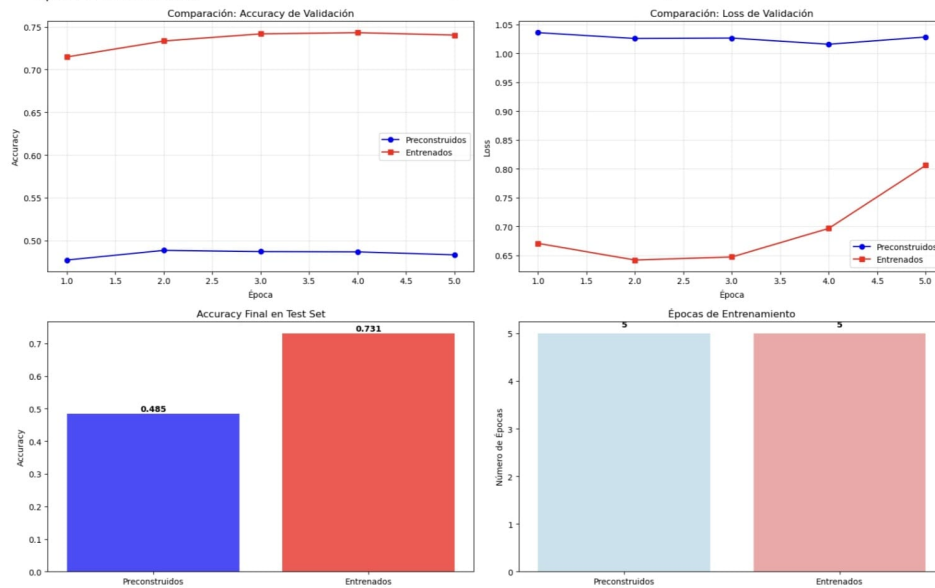 Comparación: Accuracy de Validación
0.75
0.70
0.65
0.60
0.55
0.50
Accuracy
Preconstruidos
Entrenados
1.0 1.5 2.0 2.5 3.0 3.5 4.0 4.5 5.0
Época
Comparación: Loss de Validación
1.05
1.00
0.95
0.90
0.85
0.80
0.75
0.70
0.65
Loss
Preconstruidos
Entrenados
1.0 1.5 2.0 2.5 3.0 3.5 4.0 4.5 5.0
Época
Accuracy Final en Test Set
0.731
0.485
0.7
0.6
0.5
0.4
0.3
0.2
0.1
0.0
Accuracy
Preconstruidos Entrenados
Épocas de Entrenamiento
5 5
5
4
3
2
1
0
Número de Épocas
Preconstruidos Entrenados